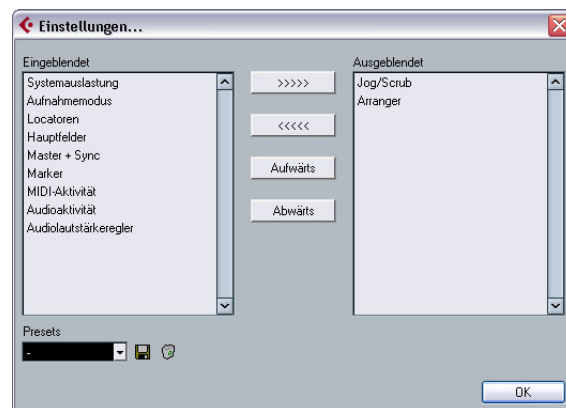 Einstellungen...
Eingeblendet
Systemauslastung
Aufnahmemodus
Locatoren
Hauptfelder
Master + Sync
Marker
MIDI-Aktivität
Audioaktivität
Audiolautstärkeregler
>>>>>
<<<<<
Aufwärts
Abwärts
Ausgeblendet
Jog/Scrub
Arranger
Presets
-
OK